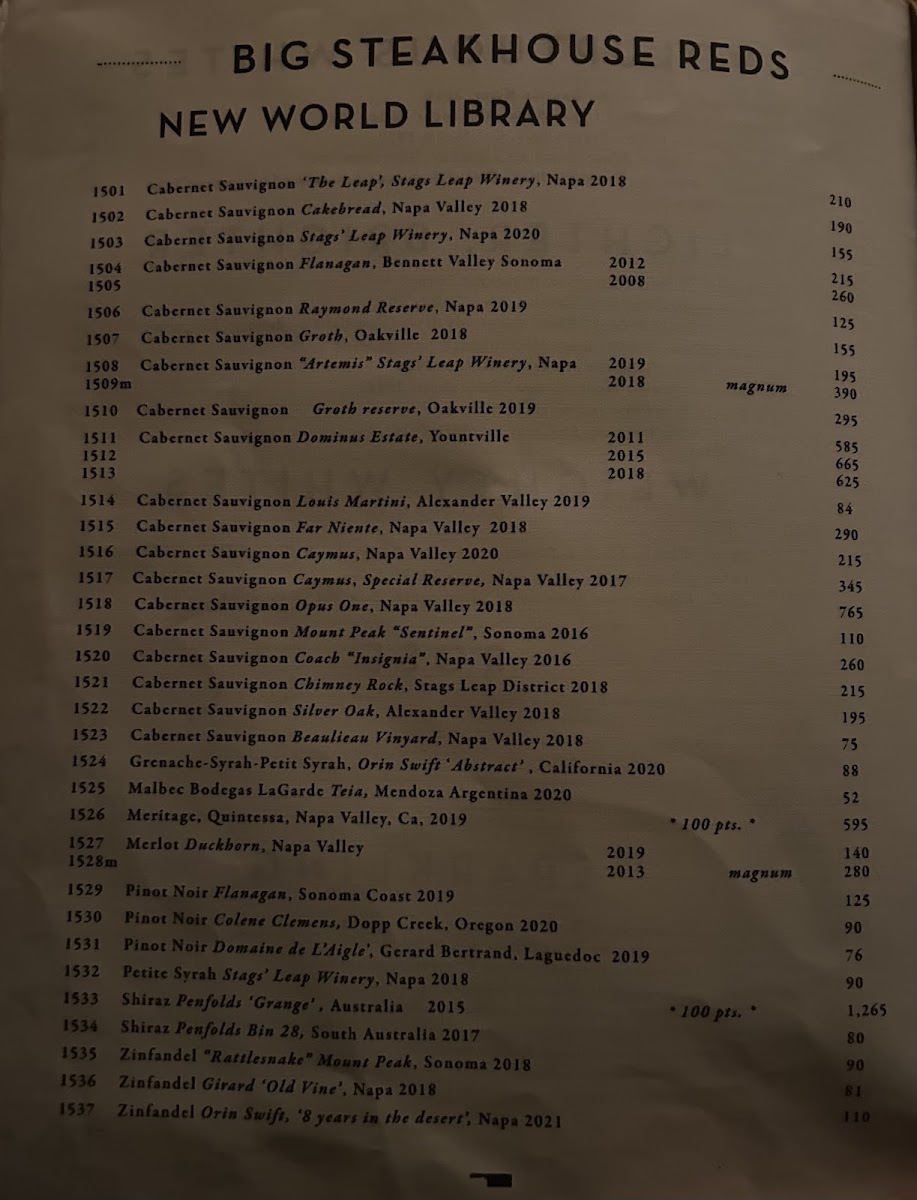 BIG STEAKHOUSE REDS
NEW WORLD LIBRARY
1501 Cabernet Sauvignon 'The Leap', Stags Leap Winery, Napa 2018 210
1502 Cabernet Sauvignon Cakebread, Napa Valley 2018 190
1503 Cabernet Sauvignon Stags' Leap Winery, Napa 2020 155
1504 Cabernet Sauvignon Flanagan, Bennett Valley Sonoma 2012 215
1505 2008 260
1506 Cabernet Sauvignon Raymond Reserve, Napa 2019 125
1507 Cabernet Sauvignon Groth, Oakville 2018 155
1508 Cabernet Sauvignon "Artemis" Stags' Leap Winery, Napa 2019 195
1509m 2018 magnum 390
1510 Cabernet Sauvignon Groth reserve, Oakville 2019 295
1511 Cabernet Sauvignon Dominus Estate, Yountville 2011 585
1512 2015 665
1513 2018 625
1514 Cabernet Sauvignon Louis Martini, Alexander Valley 2019 84
1515 Cabernet Sauvignon Far Niente, Napa Valley 2018 290
1516 Cabernet Sauvignon Caymus, Napa Valley 2020 215
1517 Cabernet Sauvignon Caymus, Special Reserve, Napa Valley 2017 345
1518 Cabernet Sauvignon Opus One, Napa Valley 2018 765
1519 Cabernet Sauvignon Mount Peak "Sentinel", Sonoma 2016 110
1520 Cabernet Sauvignon Coach "Insignia", Napa Valley 2016 260
1521 Cabernet Sauvignon Chimney Rock, Stags Leap District 2018 215
1522 Cabernet Sauvignon Silver Oak, Alexander Valley 2018 195
1523 Cabernet Sauvignon Beaulieau Vinyard, Napa Valley 2018 75
1524 Grenache-Syrah-Petit Syrah, Orin Swift 'Abstract' , California 2020 88
1525 Malbec Bodegas LaGarde Teia, Mendoza Argentina 2020 52
1526 Meritage, Quintessa, Napa Valley, Ca, 2019 * 100 pts. * 595
1527 Merlot Duckhorn, Napa Valley 2019 140
1528m 2013 magnum 280
1529 Pinot Noir Flanagan, Sonoma Coast 2019 125
1530 Pinot Noir Colene Clemens, Dopp Creek, Oregon 2020 90
1531 Pinot Noir Domaine de L'Aigle', Gerard Bertrand, Laguedoc 2019 76
1532 Petite Syrah Stags' Leap Winery, Napa 2018 90
1533 Shiraz Penfolds 'Grange' , Australia 2015 * 100 pts. * 1,265
1534 Shiraz Penfolds Bin 28, South Australia 2017 80
1535 Zinfandel "Rattlesnake" Mount Peak, Sonoma 2018 90
1536 Zinfandel Girard 'Old Vine', Napa 2018 81
1537 Zinfandel Orin Swift, '8 years in the desert', Napa 2021 110